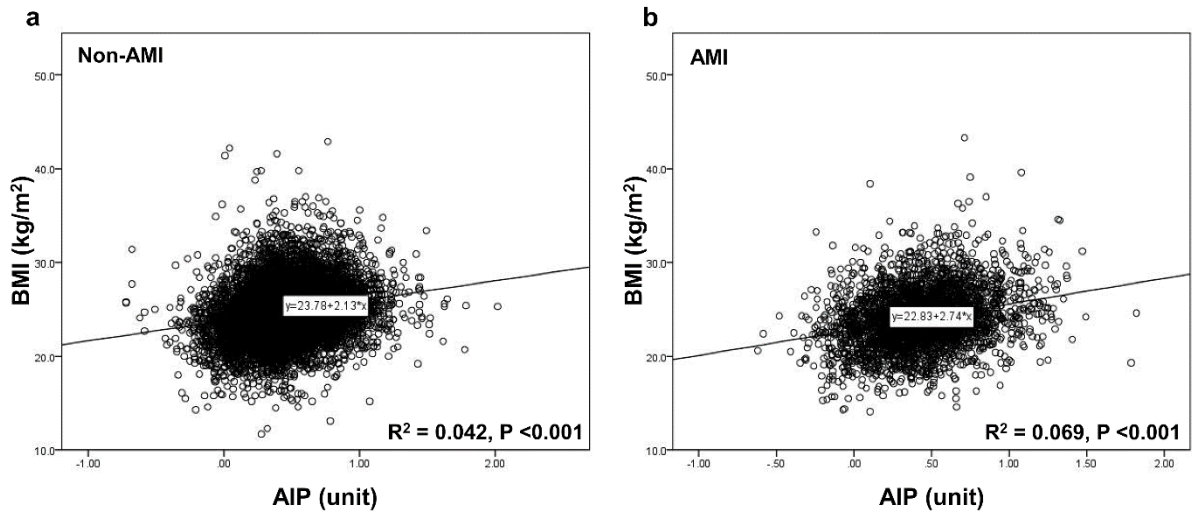 a
Non-AMI
BMI (kg/m²)
50.0
40.0
30.0
20.0
10.0
y=23.78+2.13*x
R² = 0.042, P <0.001
-1.00
.00
1.00
2.00
AIP (unit)
b
AMI
BMI (kg/m²)
50.0
40.0
30.0
20.0
10.0
y=22.83+2.74*x
R² = 0.069, P <0.001
-1.00
-.50
.00
.50
1.00
1.50
2.00
AIP (unit)